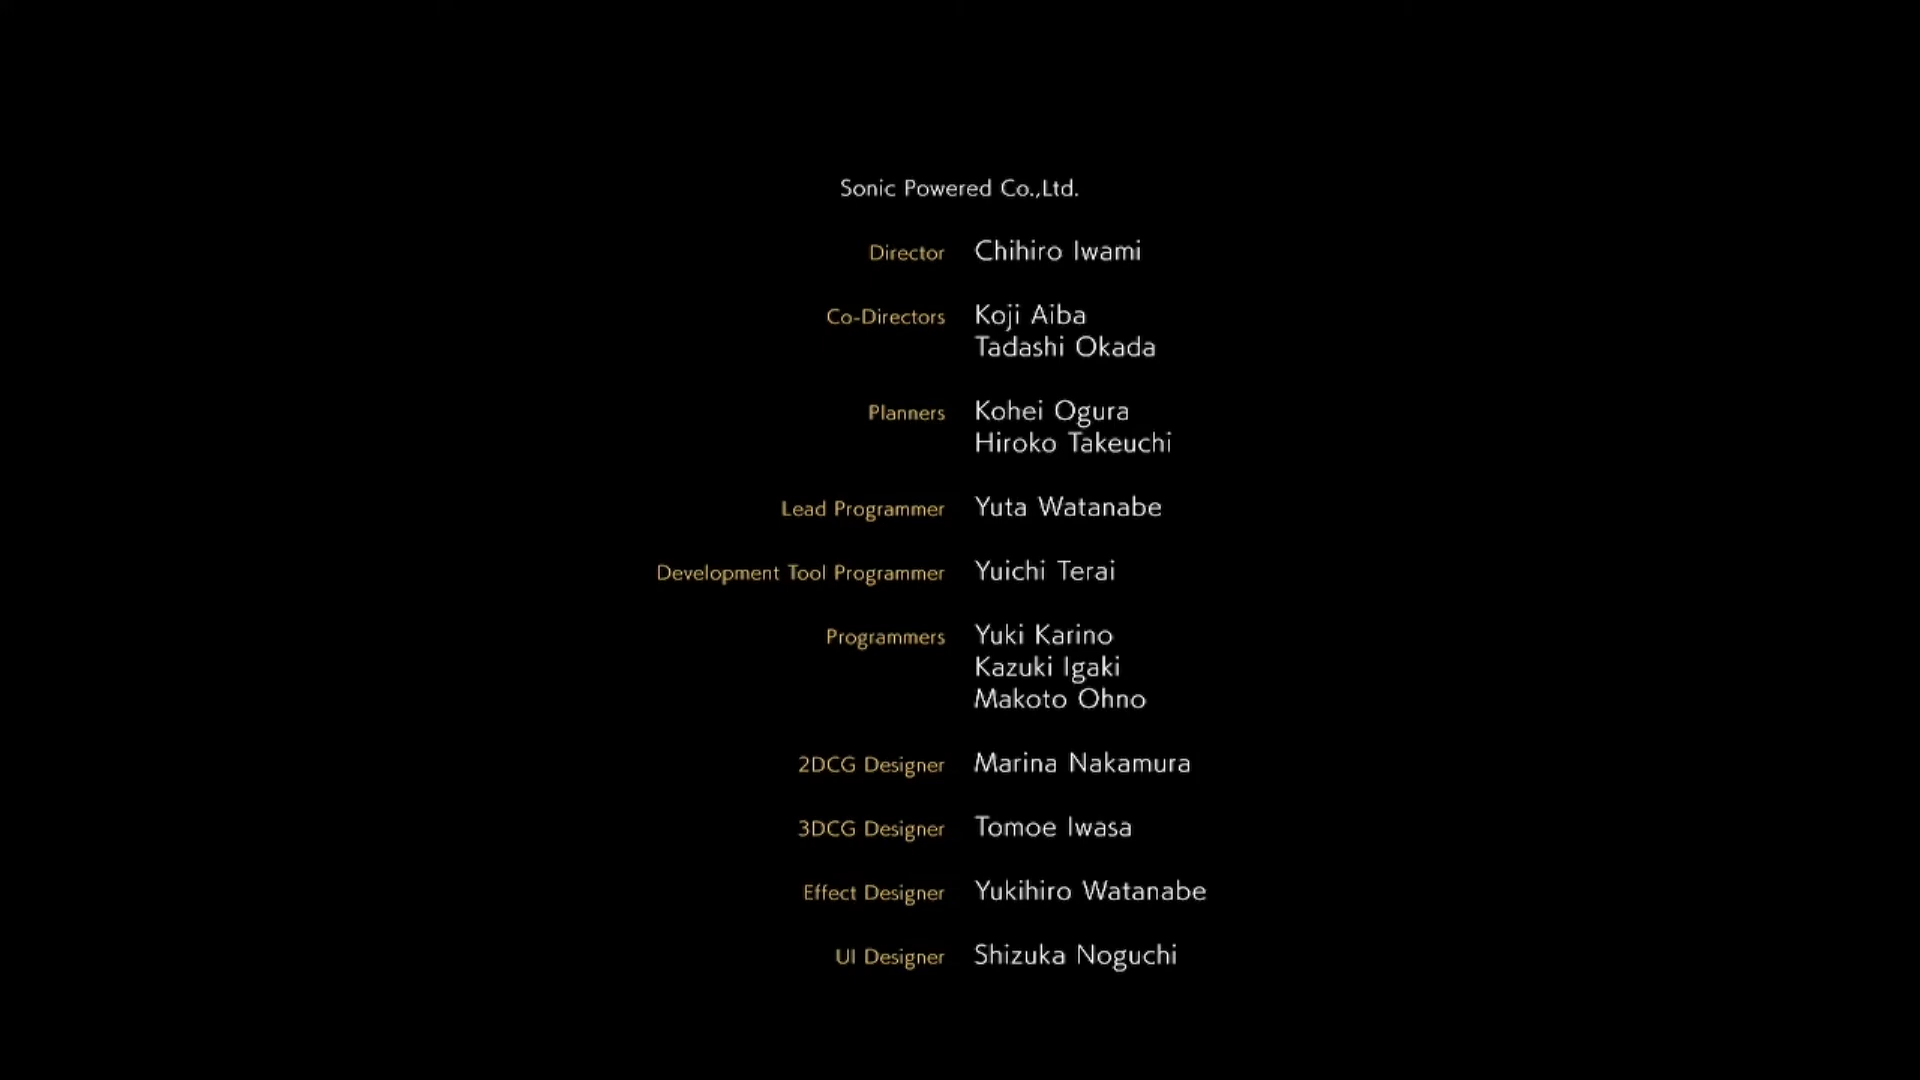 Sonic Powered Co.,Ltd.
Director Chihiro Iwami
Co-Directors Koji Aiba
Tadashi Okada
Planners Kohei Ogura
Hiroko Takeuchi
Lead Programmer Yuta Watanabe
Development Tool Programmer Yuichi Terai
Programmers Yuki Karino
Kazuki Igaki
Makoto Ohno
2DCG Designer Marina Nakamura
3DCG Designer Tomoe Iwasa
Effect Designer Yukihiro Watanabe
UI Designer Shizuka Noguchi